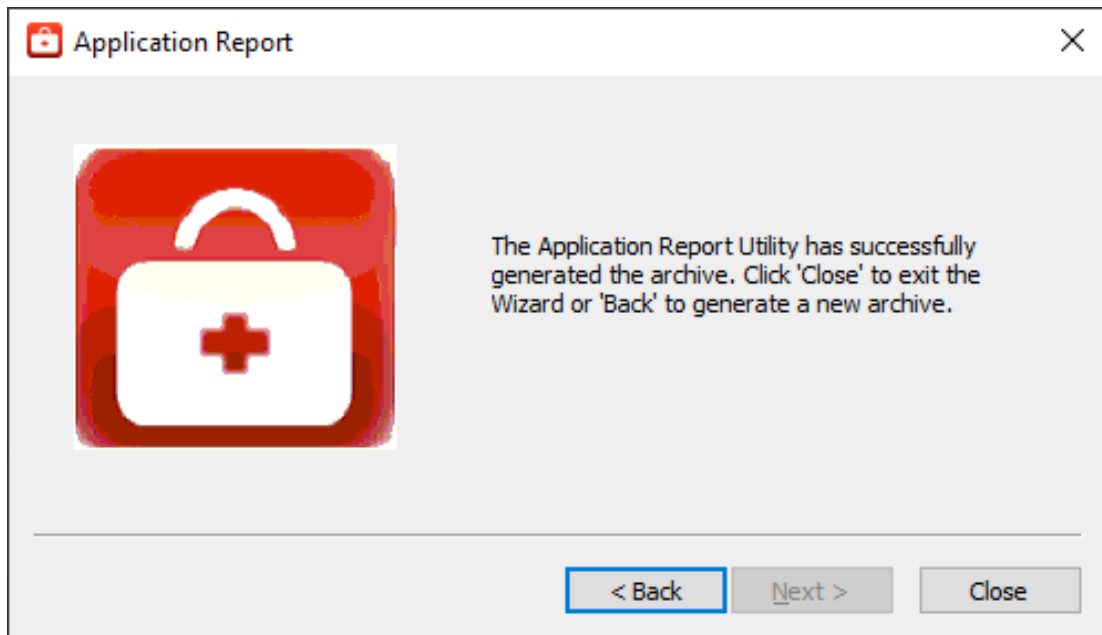 Application Report
The Application Report Utility has successfully
generated the archive. Click 'Close' to exit the
Wizard or 'Back' to generate a new archive.
< Back
Next >
Close